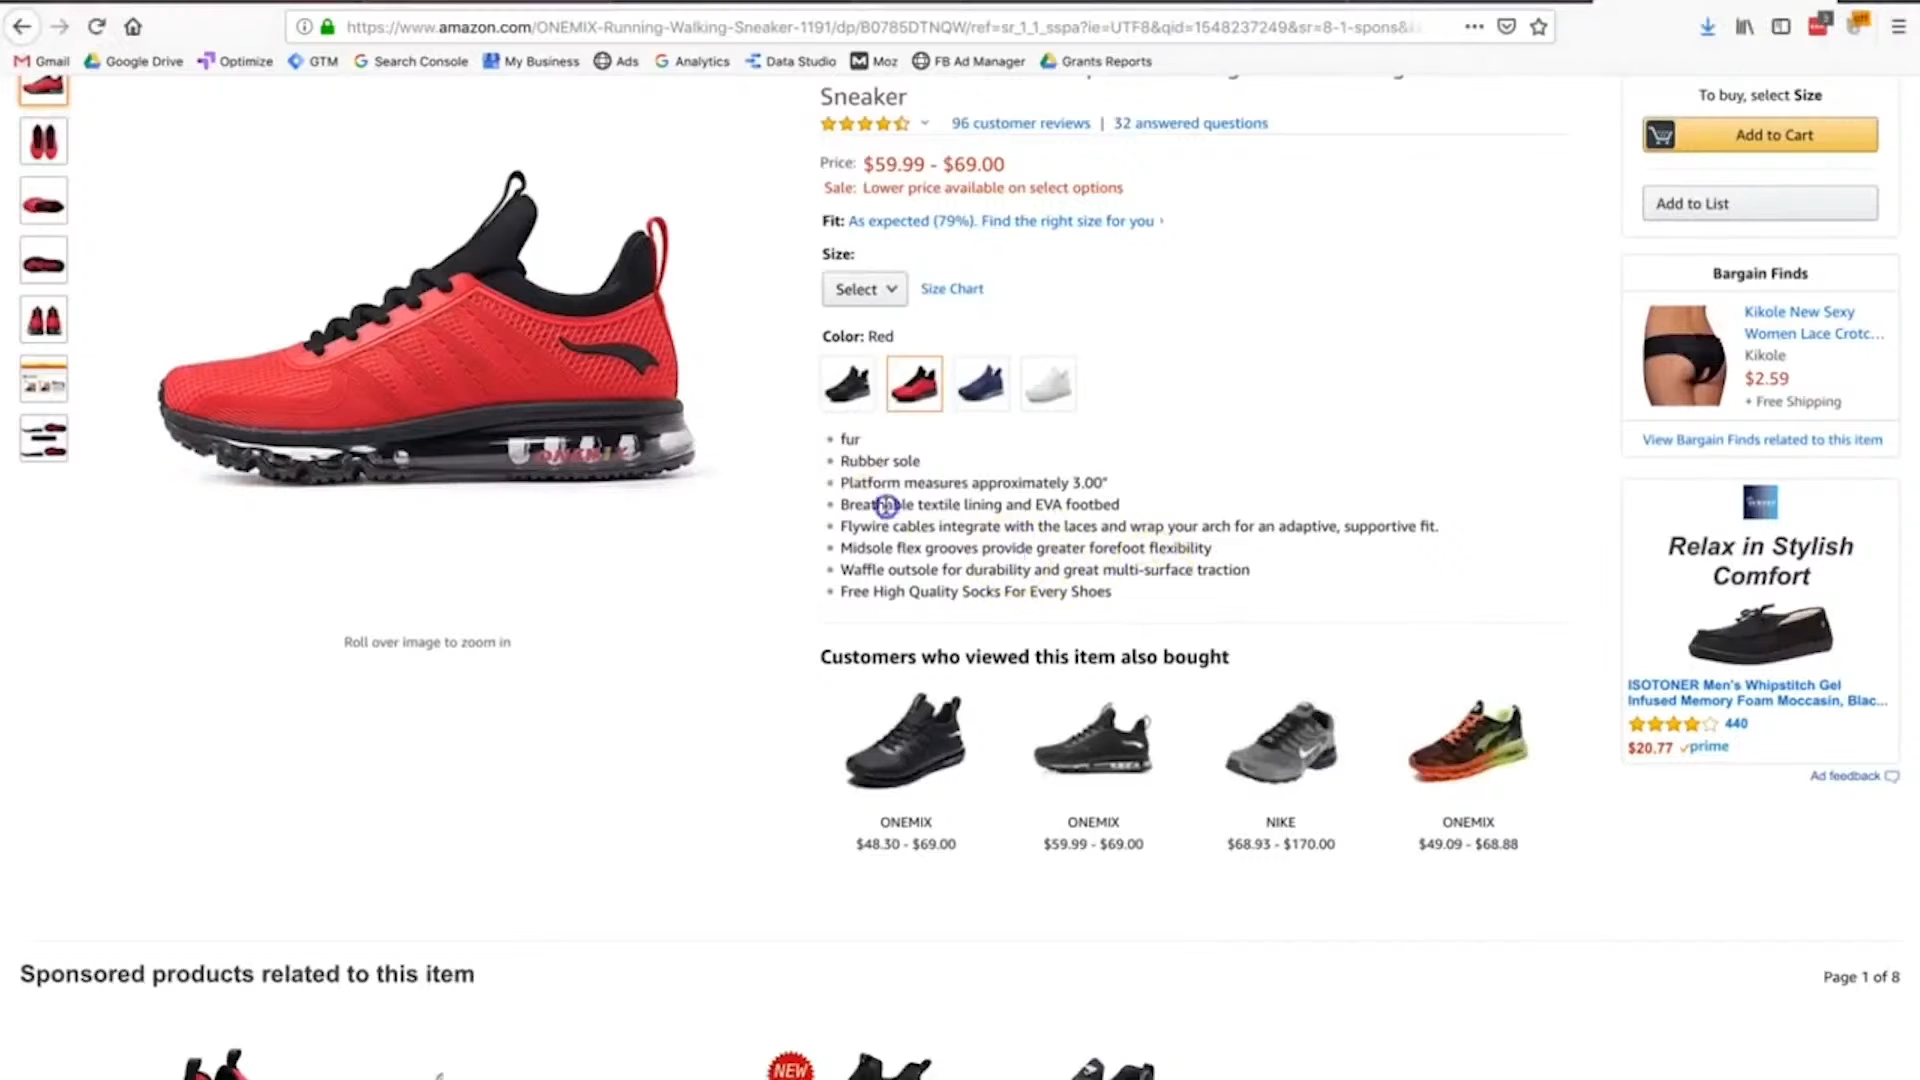 https://www.amazon.com/ONEMIX-Running-Walking-Sneaker-1191/dp/B0785DTNQW/ref=sr_1_1_sspa?ie=UTF8&qid=1548237249&sr=8-1-spons&
Gmail Google Drive Optimize GTM Search Console My Business Ads Analytics Data Studio Moz FB Ad Manager Grants Reports
Sneaker
96 customer reviews | 32 answered questions
Price: $59.99 - $69.00
Sale: Lower price available on select options
Fit: As expected (79%). Find the right size for you ›
Size:
Select Size Chart
Color: Red
fur
Rubber sole
Platform measures approximately 3.00"
Breathable textile lining and EVA footbed
Flywire cables integrate with the laces and wrap your arch for an adaptive, supportive fit.
Midsole flex grooves provide greater forefoot flexibility
Waffle outsole for durability and great multi-surface traction
Free High Quality Socks For Every Shoes
ONEMIX
Roll over image to zoom in
Customers who viewed this item also bought
ONEMIX ONEMIX NIKE ONEMIX
$48.30 - $69.00 $59.99 - $69.00 $68.93 - $170.00 $49.09 - $68.88
To buy, select Size
Add to Cart
Add to List
Bargain Finds
Kikole New Sexy
Women Lace Crotc...
Kikole
$2.59
+ Free Shipping
View Bargain Finds related to this item
Relax in Stylish
Comfort
ISOTONER Men's Whipstitch Gel
Infused Memory Foam Moccasin, Blac...
440
$20.77 prime
Ad feedback
Sponsored products related to this item
Page 1 of 8
NEW